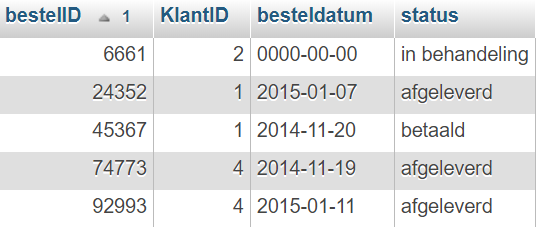 bestelID 1 KlantID besteldatum status
6661 2 0000-00-00 in behandeling
24352 1 2015-01-07 afgeleverd
45367 1 2014-11-20 betaald
74773 4 2014-11-19 afgeleverd
92993 4 2015-01-11 afgeleverd